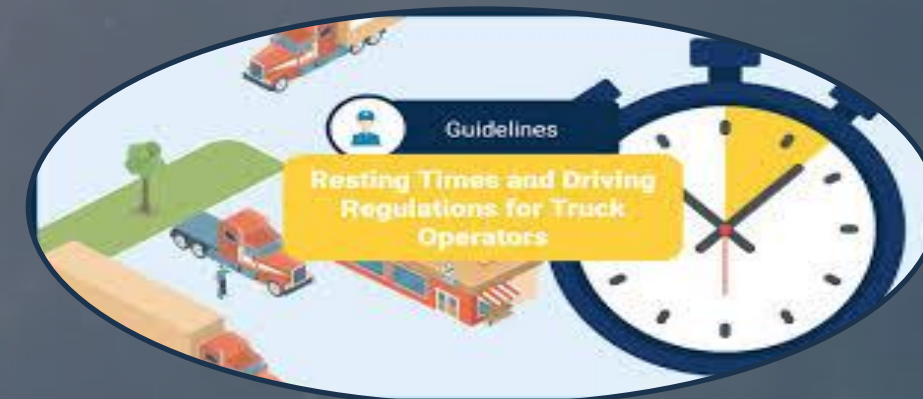 Guidelines
Resting Times and Driving
Regulations for Truck
Operators